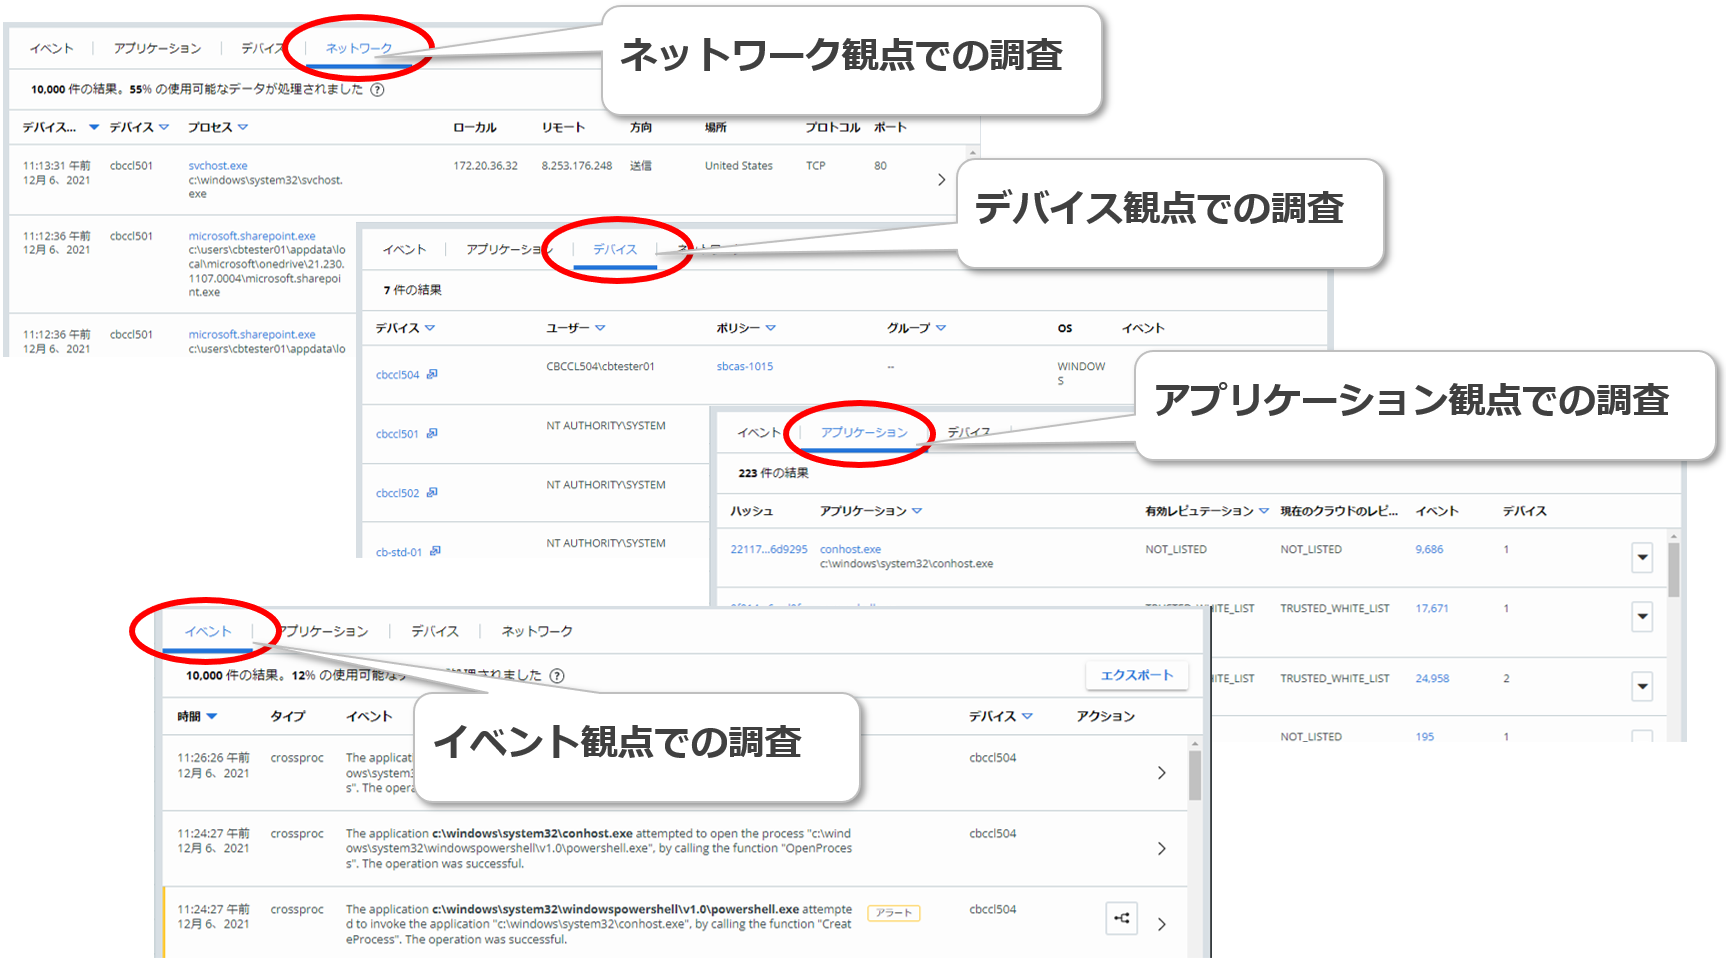 イベント アプリケーション デバイス ネットワーク
ネットワーク観点での調査
10,000 件の結果。55% の使用可能なデータが処理されました ?
デバイス... デバイス プロセス ローカル リモート 方向 場所 プロトコル ポート
11:13:31 午前 cbccl501 svchost.exe 172.20.36.32 8.253.176.248 送信 United States TCP 80
12月 6、2021 c:\windows\system32\svchost.
exe
11:12:36 午前 cbccl501 microsoft.sharepoint.exe
12月 6、2021 c:\users\cbtester01\appdata\lo
cal\microsoft\onedrive\21.230.
1107.0004\microsoft.sharepoi
nt.exe
11:12:36 午前 cbccl501 microsoft.sharepoint.exe
12月 6、2021 c:\users\cbtester01\appdata\lo
デバイス観点での調査
イベント アプリケーション デバイス
7 件の結果
デバイス ユーザー ポリシー グループ OS イベント
cbccl504 CBCCL504\cbtester01 sbcas-1015 -- WINDOW
S
cbccl501 NT AUTHORITY\SYSTEM
cbccl502 NT AUTHORITY\SYSTEM
cb-std-01 NT AUTHORITY\SYSTEM
アプリケーション観点での調査
イベント アプリケーション デバイス
223 件の結果
ハッシュ アプリケーション 有効レピュテーション 現在のクラウドのレピ... イベント デバイス
22117...6d9295 conhost.exe NOT_LISTED NOT_LISTED 9,686 1
c:\windows\system32\conhost.exe
TRUSTED_WHITE_LIST TRUSTED_WHITE_LIST 17,671 1
ITE_LIST TRUSTED_WHITE_LIST 24,958 2
NOT_LISTED 195 1
イベント アプリケーション デバイス ネットワーク
10,000 件の結果。12% の使用可能な 処理されました ? エクスポート
イベント観点での調査
時間 タイプ イベント デバイス アクション
11:26:26 午前 crossproc The applicat cbccl504
12月 6、2021 ows\system3
s". The opera
11:24:27 午前 crossproc The application c:\windows\system32\conhost.exe attempted to open the process "c:\wind cbccl504
12月 6、2021 ows\system32\windowspowershell\v1.0\powershell.exe", by calling the function "OpenProces
s". The operation was successful.
11:24:27 午前 crossproc The application c:\windows\system32\windowspowershell\v1.0\powershell.exe attempte アラート cbccl504
12月 6、2021 d to invoke the application "c:\windows\system32\conhost.exe", by calling the function "Creat
eProcess". The operation was successful.